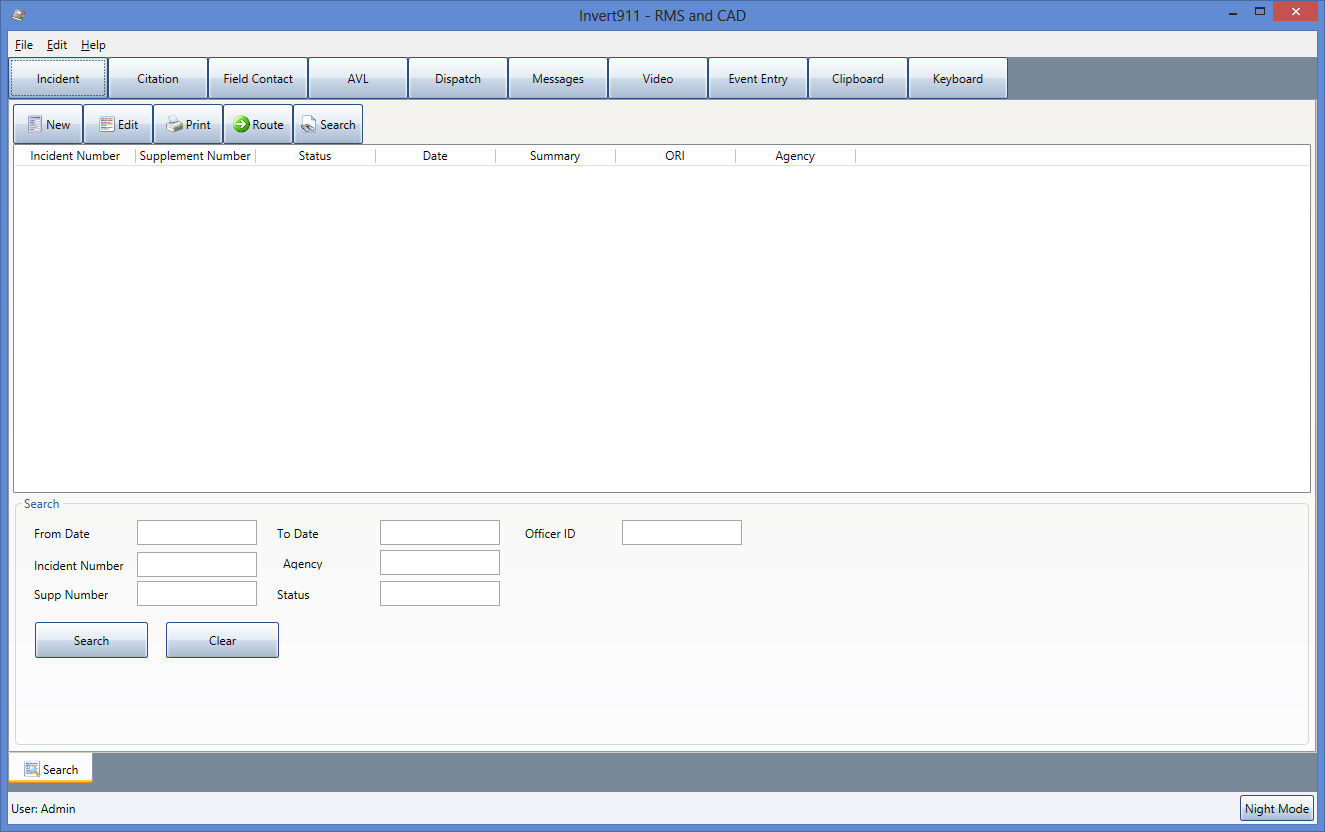 Invert911 - RMS and CAD
File Edit Help
Incident Citation Field Contact AVL Dispatch Messages Video Event Entry Clipboard Keyboard
New Edit Print Route Search
Incident Number Supplement Number Status Date Summary ORI Agency
Search
From Date To Date Officer ID
Incident Number Agency
Supp Number Status
Search Clear
Search
User: Admin Night Mode